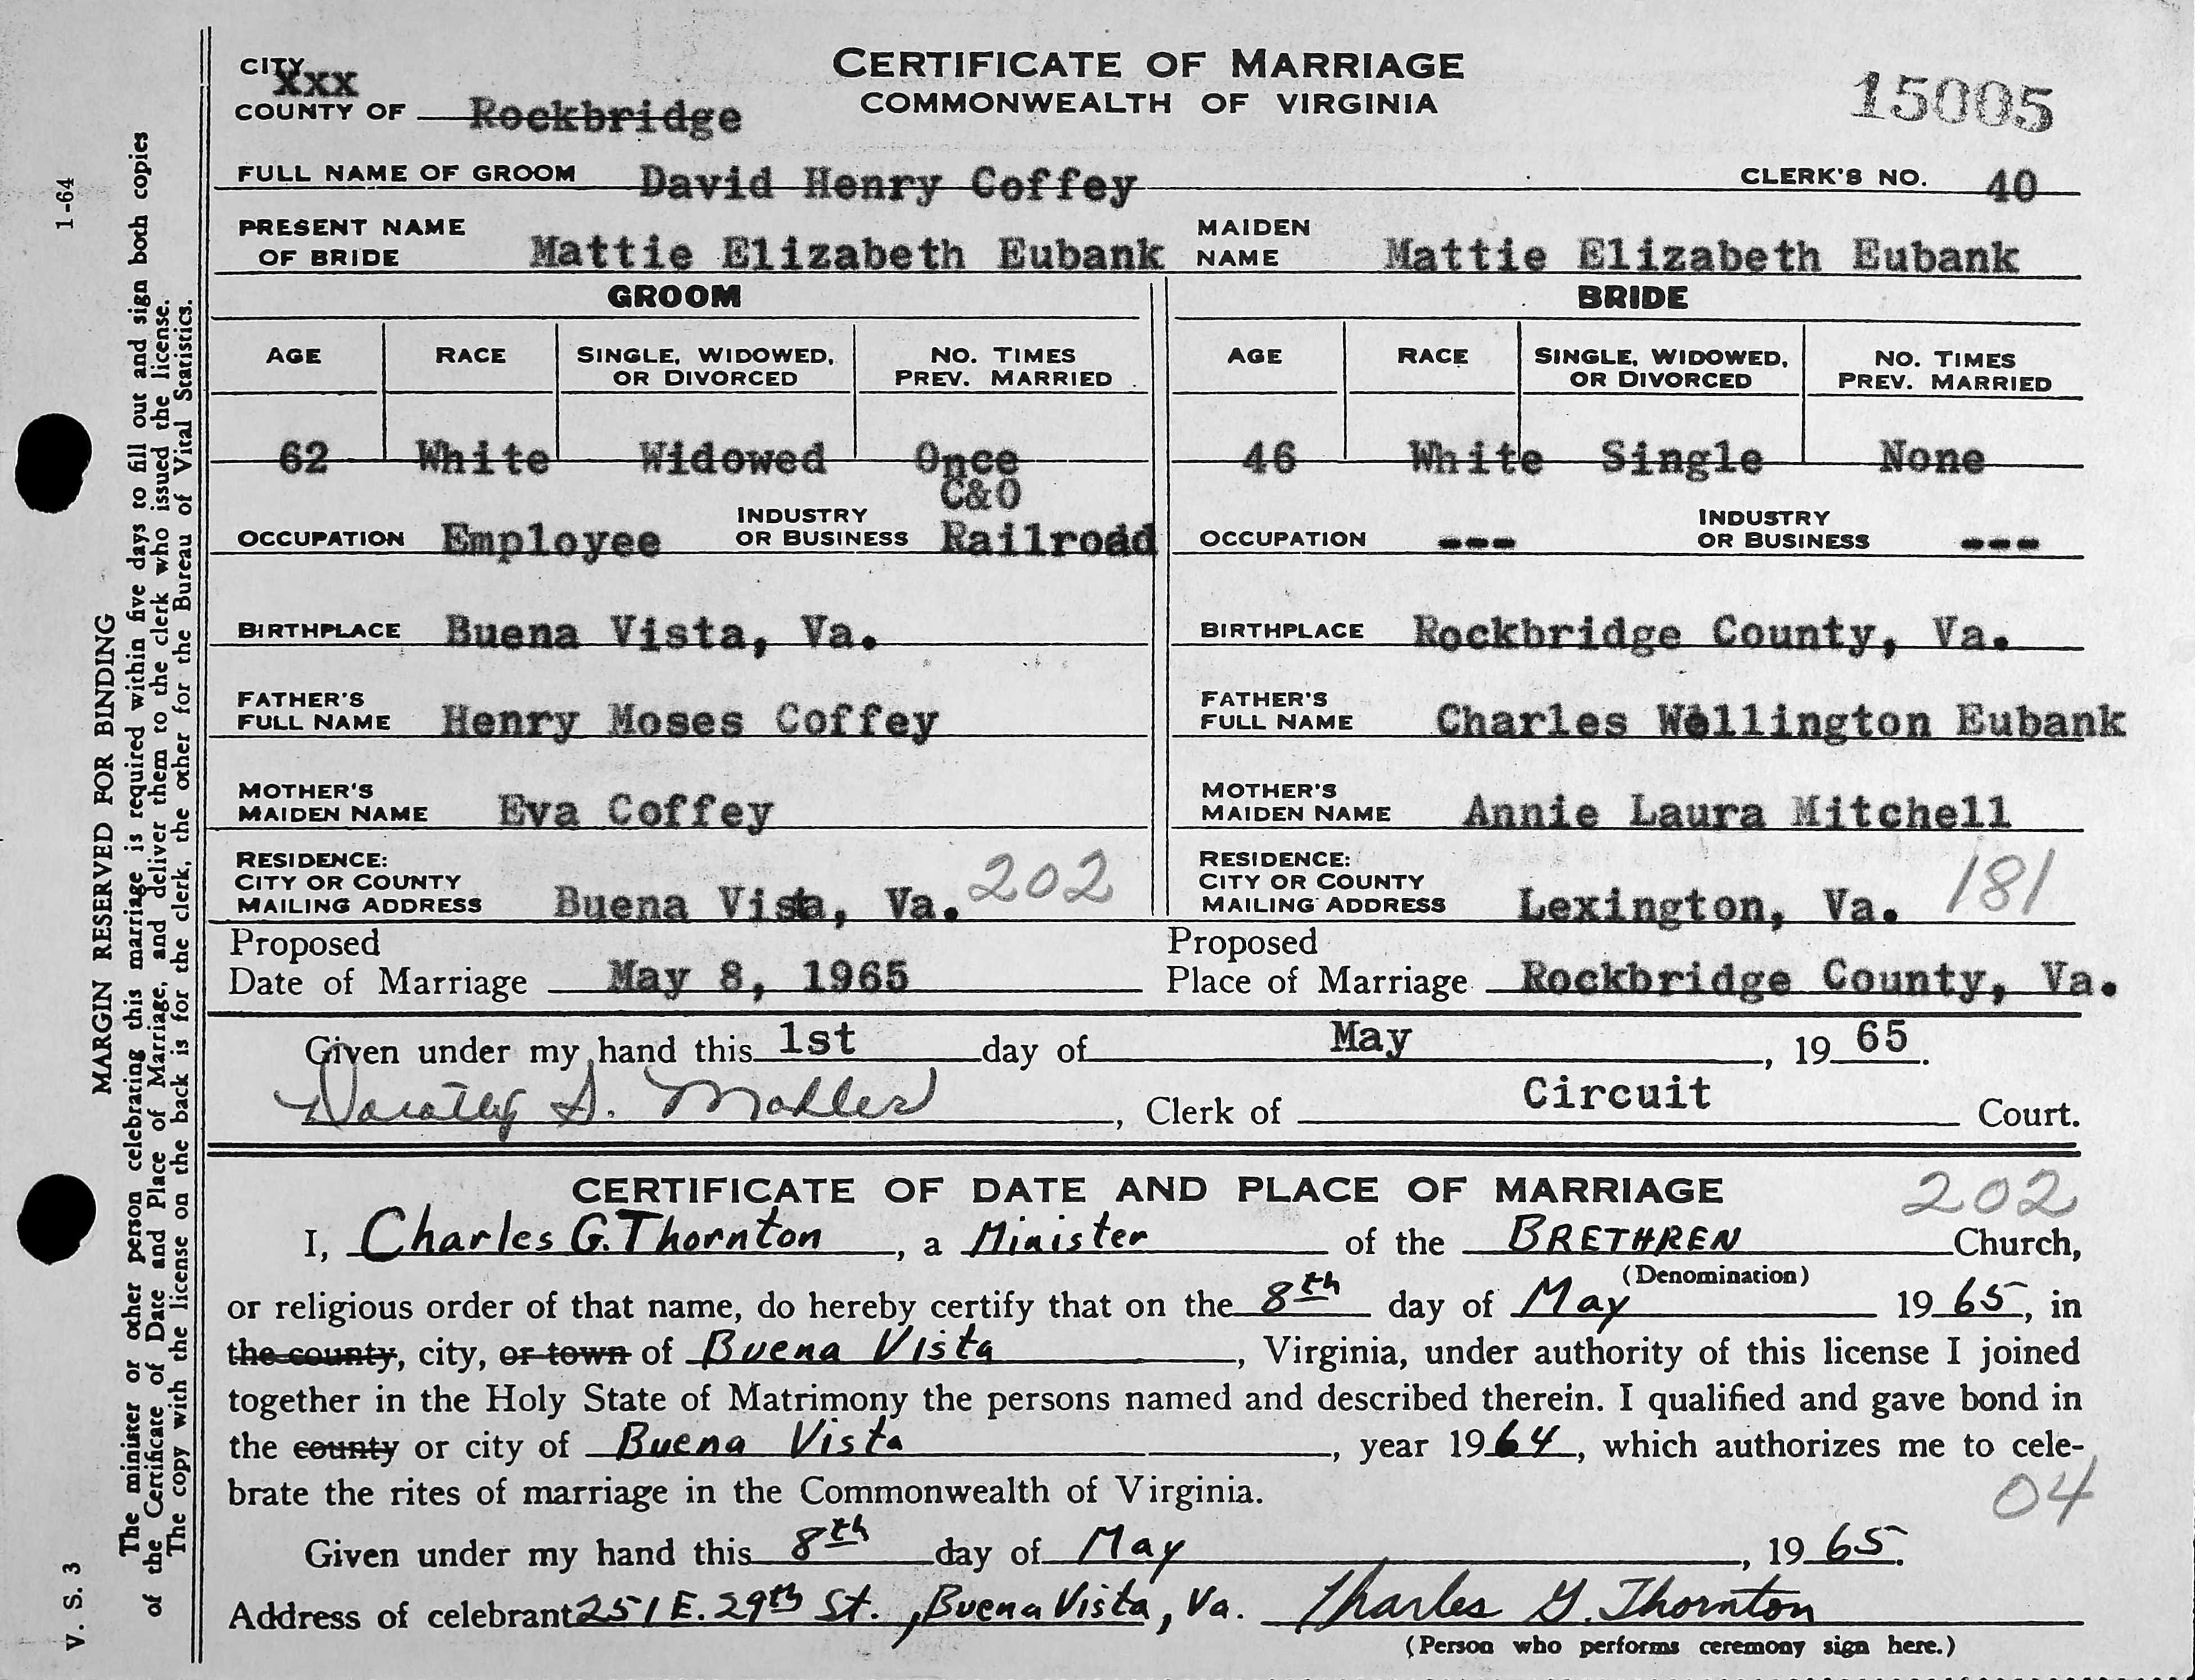 CERTIFICATE OF MARRIAGE
COMMONWEALTH OF VIRGINIA
15005
CITY XXX
COUNTY OF Rockbridge
FULL NAME OF GROOM David Henry Coffey CLERK'S NO. 40
PRESENT NAME OF BRIDE Mattie Elizabeth Eubank MAIDEN NAME Mattie Elizabeth Eubank
GROOM BRIDE
AGE RACE SINGLE, WIDOWED, OR DIVORCED NO. TIMES PREV. MARRIED AGE RACE SINGLE, WIDOWED, OR DIVORCED NO. TIMES PREV. MARRIED
62 White Widowed Once 46 White Single None
OCCUPATION Employee INDUSTRY OR BUSINESS C&O Railroad OCCUPATION --- INDUSTRY OR BUSINESS ---
BIRTHPLACE Buena Vista, Va. BIRTHPLACE Rockbridge County, Va.
FATHER'S FULL NAME Henry Moses Coffey FATHER'S FULL NAME Charles Wellington Eubank
MOTHER'S MAIDEN NAME Eva Coffey MOTHER'S MAIDEN NAME Annie Laura Mitchell
RESIDENCE: CITY OR COUNTY MAILING ADDRESS Buena Vista, Va. 202 RESIDENCE: CITY OR COUNTY MAILING ADDRESS Lexington, Va. 181
Proposed Date of Marriage May 8, 1965 Proposed Place of Marriage Rockbridge County, Va.
Given under my hand this 1st day of May, 19 65.
Dorothy S. Mohler, Clerk of Circuit Court.
CERTIFICATE OF DATE AND PLACE OF MARRIAGE 202
I, Charles G. Thornton, a Minister of the BRETHREN Church,
(Denomination)
or religious order of that name, do hereby certify that on the 8th day of May 19 65, in
the county, city, or town of Buena Vista, Virginia, under authority of this license I joined
together in the Holy State of Matrimony the persons named and described therein. I qualified and gave bond in
the county or city of Buena Vista, year 1964, which authorizes me to cele-
brate the rites of marriage in the Commonwealth of Virginia.
04
Given under my hand this 8th day of May, 19 65.
Address of celebrant 251 E. 29th St., Buena Vista, Va. Charles G. Thornton
(Person who performs ceremony sign here.)
V. S. 3 1-64
MARGIN RESERVED FOR BINDING
The minister or other person celebrating this marriage is required within five days to fill out and sign both copies
of the Certificate of Date and Place of Marriage, and deliver them to the clerk who issued the license.
The copy with the license on the back is for the clerk, the other for the Bureau of Vital Statistics.